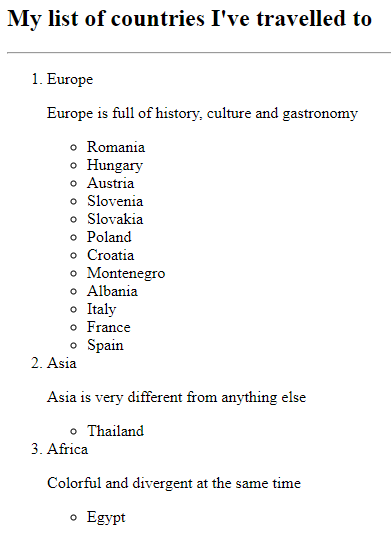 My list of countries I've travelled to
1. Europe
Europe is full of history, culture and gastronomy
Romania
Hungary
Austria
Slovenia
Slovakia
Poland
Croatia
Montenegro
Albania
Italy
France
Spain
2. Asia
Asia is very different from anything else
Thailand
3. Africa
Colorful and divergent at the same time
Egypt